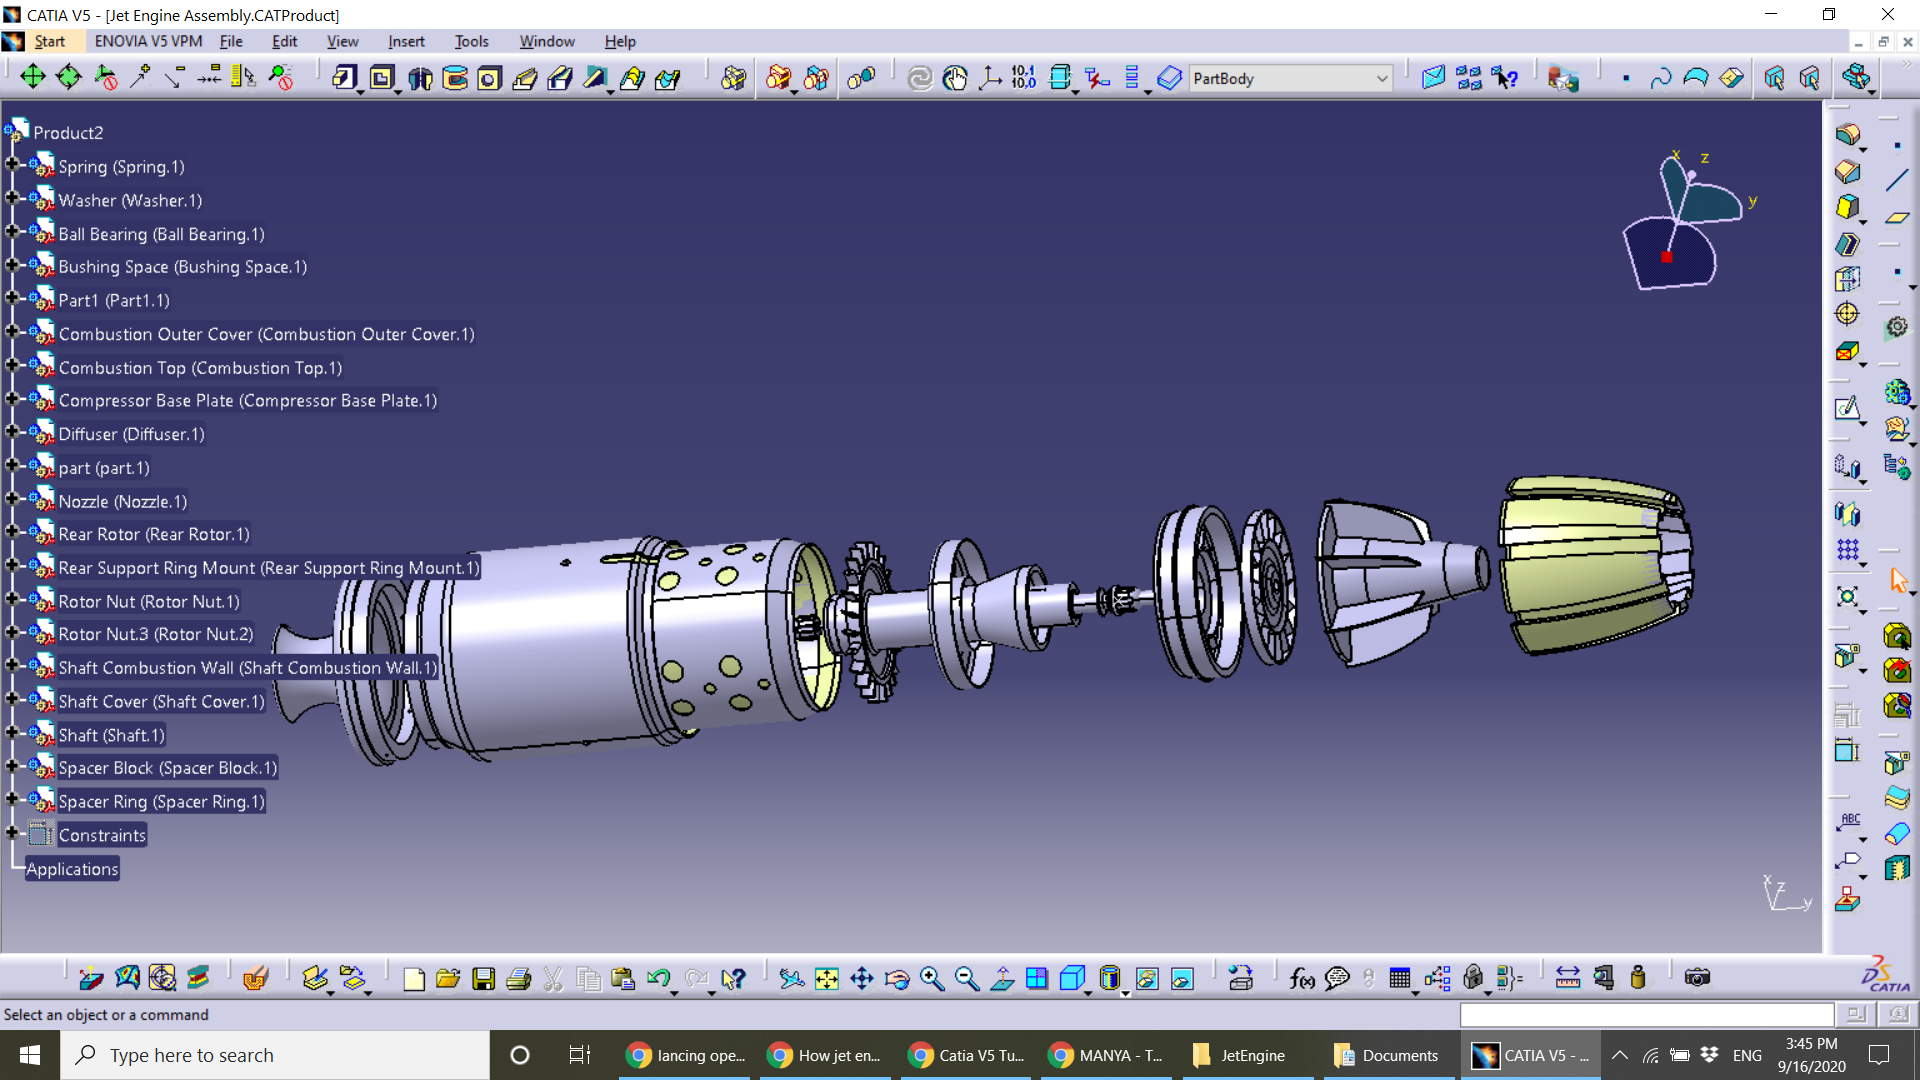 CATIA V5 - [Jet Engine Assembly.CATProduct]
Start ENOVIA V5 VPM File Edit View Insert Tools Window Help
10,1
10,0
PartBody
Product2
Spring (Spring.1)
Washer (Washer.1)
Ball Bearing (Ball Bearing.1)
Bushing Space (Bushing Space.1)
Part1 (Part1.1)
Combustion Outer Cover (Combustion Outer Cover.1)
Combustion Top (Combustion Top.1)
Compressor Base Plate (Compressor Base Plate.1)
Diffuser (Diffuser.1)
part (part.1)
Nozzle (Nozzle.1)
Rear Rotor (Rear Rotor.1)
Rear Support Ring Mount (Rear Support Ring Mount.1)
Rotor Nut (Rotor Nut.1)
Rotor Nut.3 (Rotor Nut.2)
Shaft Combustion Wall (Shaft Combustion Wall.1)
Shaft Cover (Shaft Cover.1)
Shaft (Shaft.1)
Spacer Block (Spacer Block.1)
Spacer Ring (Spacer Ring.1)
Constraints
Applications
x z
y
ABC
x z
y
f(x)
CATIA
Select an object or a command
Type here to search
lancing ope...
How jet en...
Catia V5 Tu...
MANYA - T...
JetEngine
Documents
CATIA V5 - ...
ENG
3:45 PM
9/16/2020